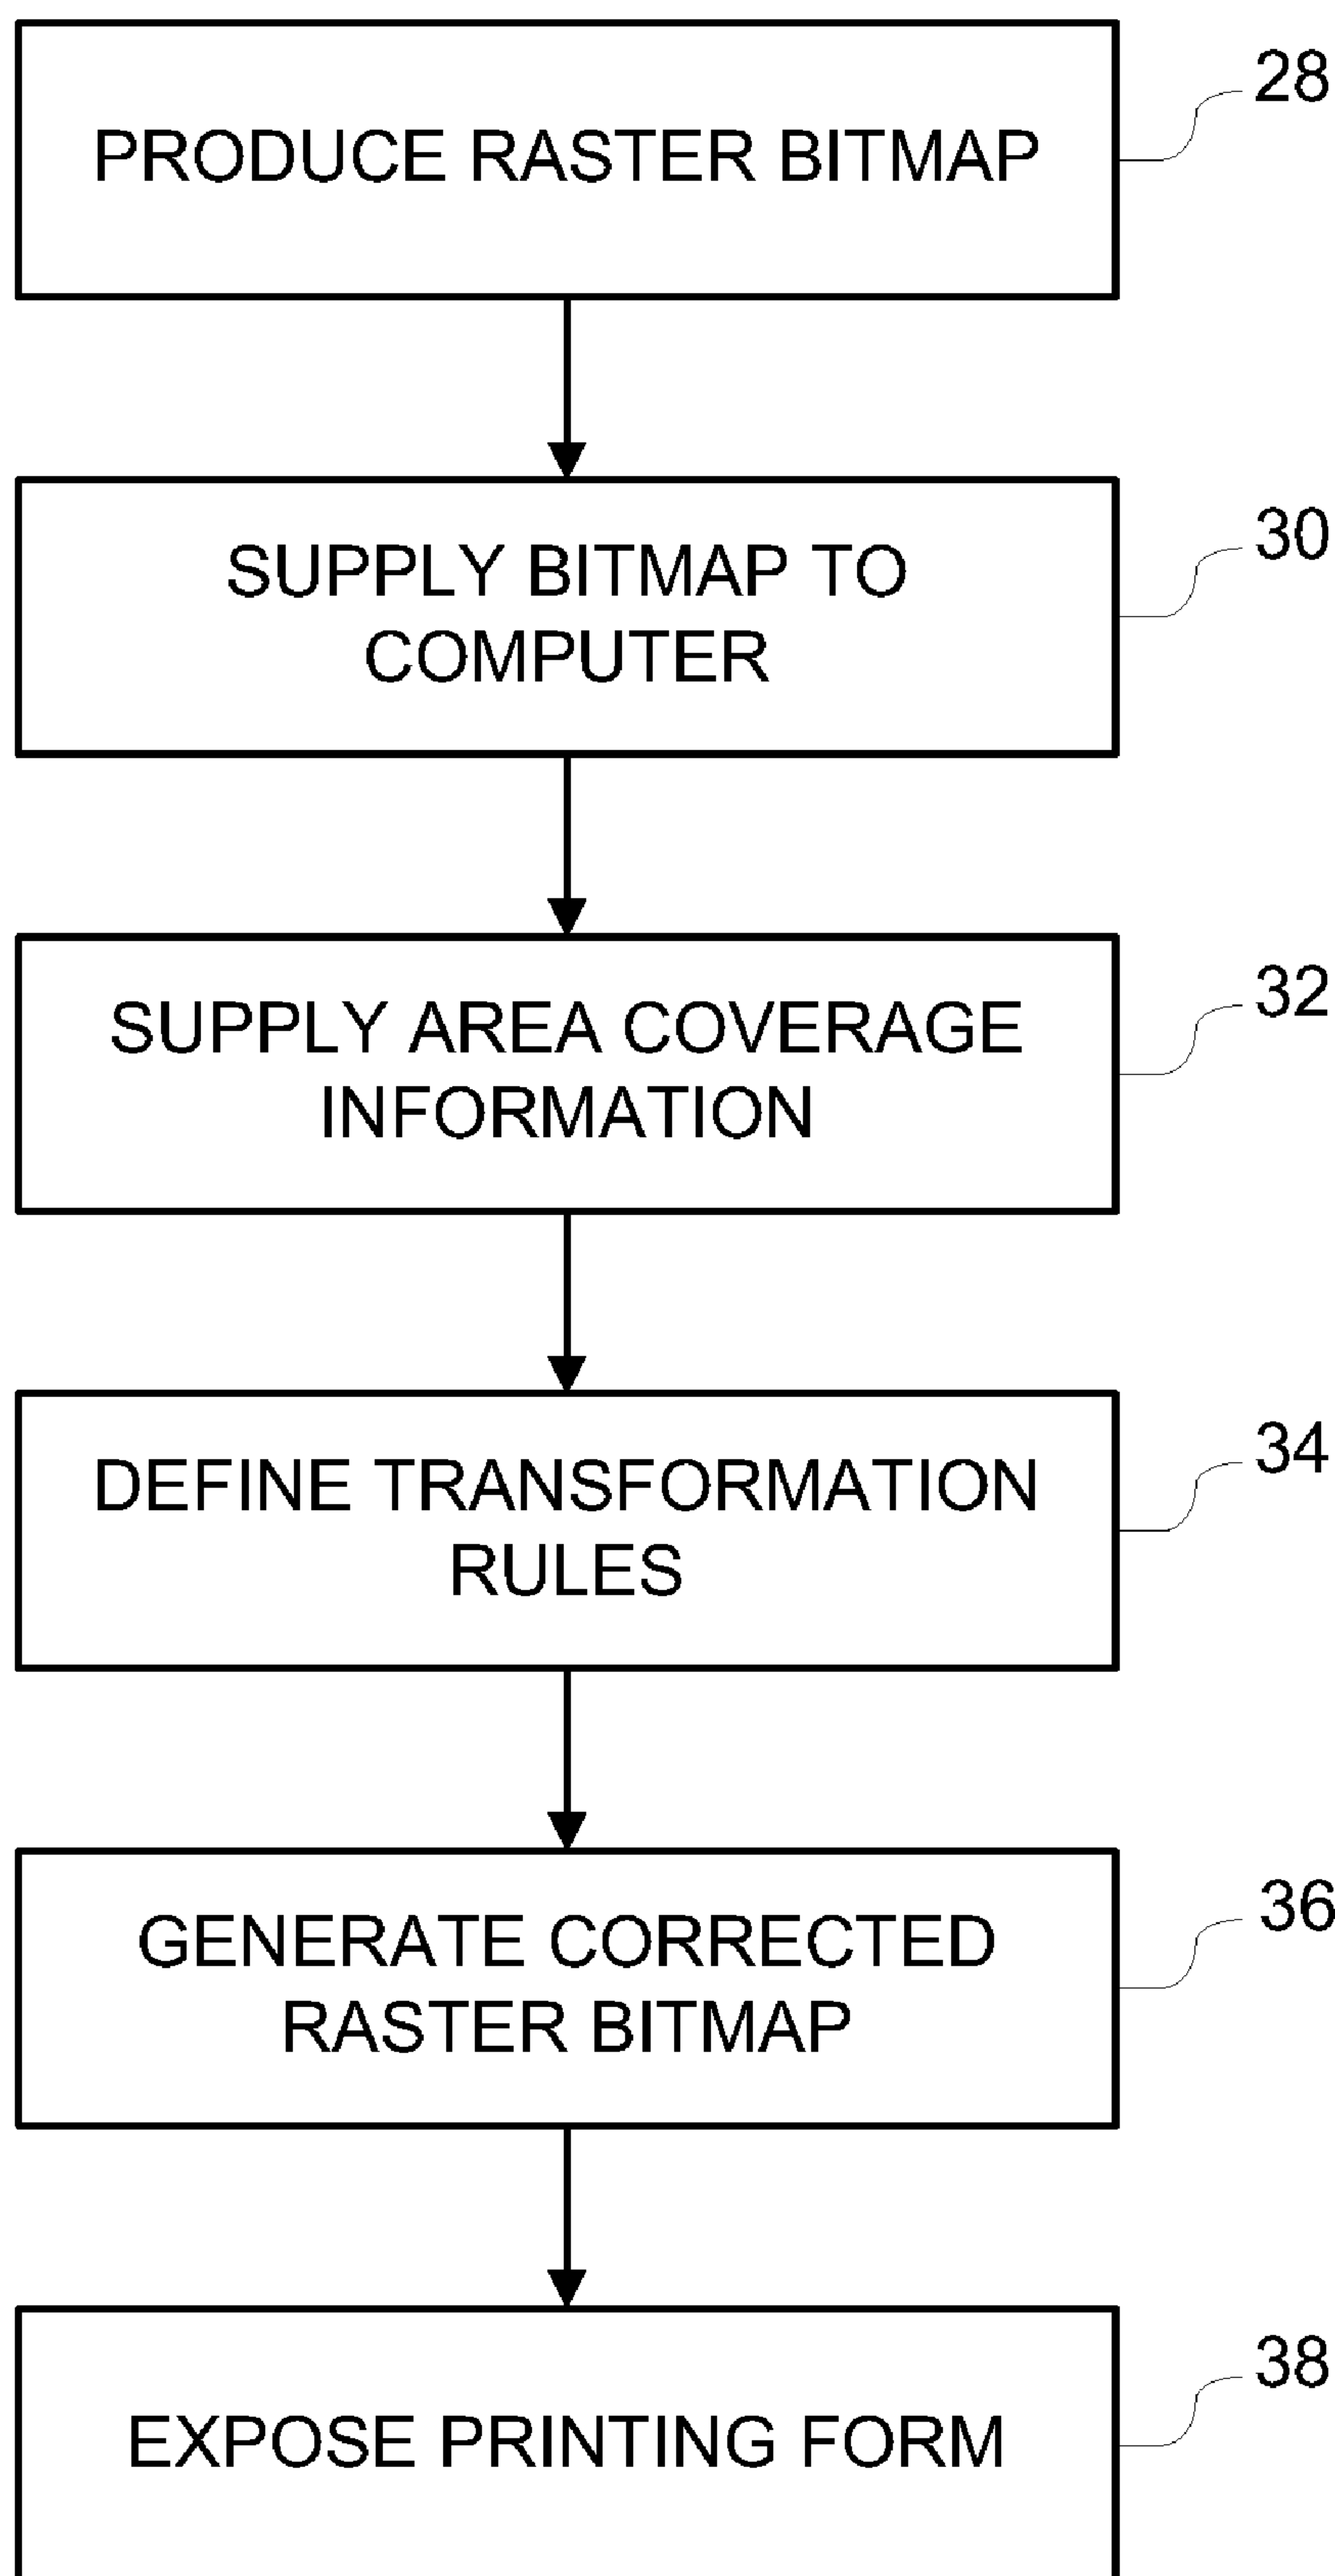 PRODUCE RASTER BITMAP
28
SUPPLY BITMAP TO
COMPUTER
30
SUPPLY AREA COVERAGE
INFORMATION
32
DEFINE TRANSFORMATION
RULES
34
GENERATE CORRECTED
RASTER BITMAP
36
EXPOSE PRINTING FORM
38